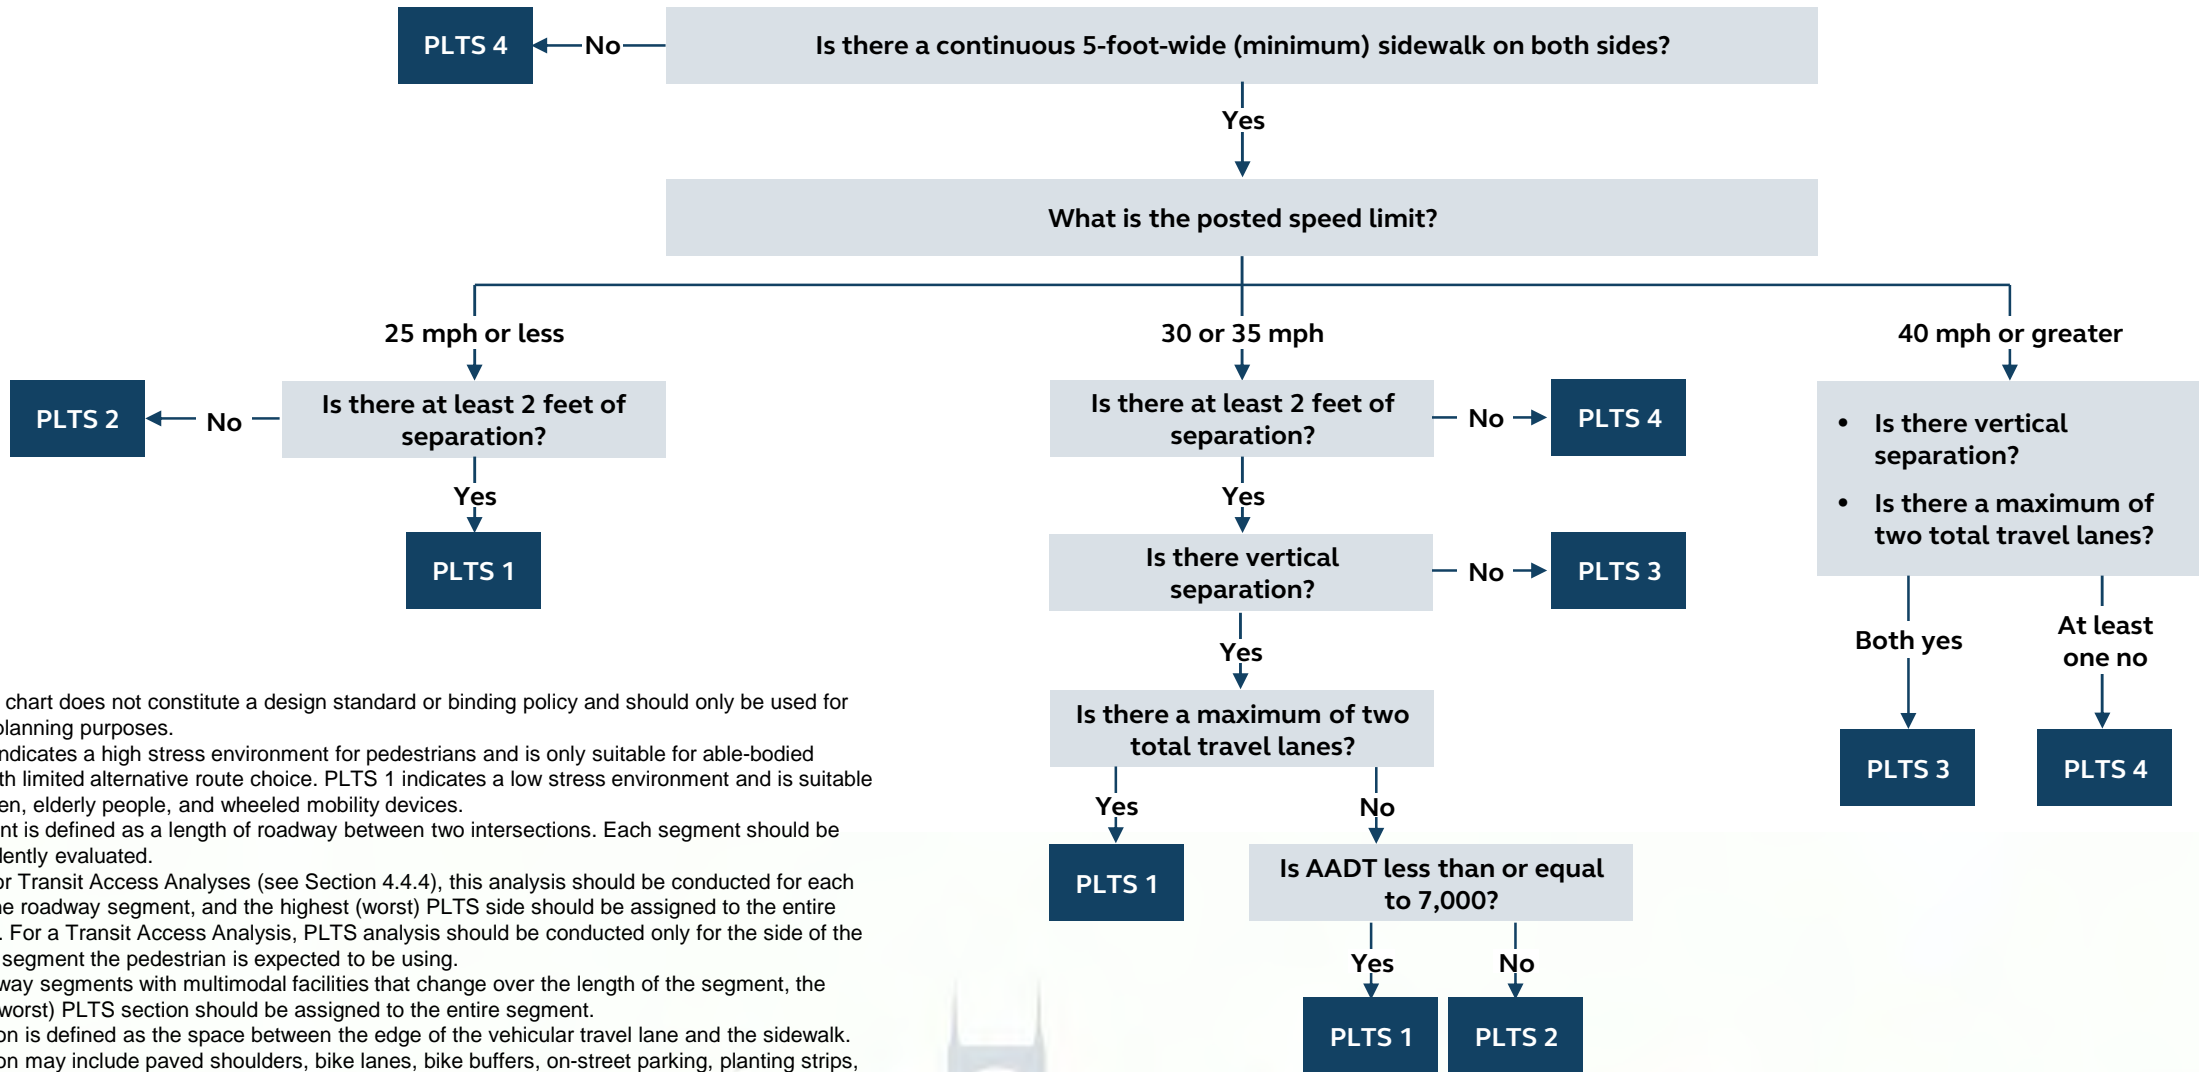 PLTS 4
No
Is there a continuous 5-foot-wide (minimum) sidewalk on both sides?
Yes
What is the posted speed limit?
25 mph or less
30 or 35 mph
40 mph or greater
PLTS 2
No
Is there at least 2 feet of
separation?
Yes
PLTS 1
Is there at least 2 feet of
separation?
No
PLTS 4
Yes
Is there vertical
separation?
No
PLTS 3
Yes
Is there a maximum of two
total travel lanes?
Yes
No
PLTS 1
Is AADT less than or equal
to 7,000?
Yes
No
PLTS 1
PLTS 2
• Is there vertical
separation?
• Is there a maximum of
two total travel lanes?
Both yes
At least
one no
PLTS 3
PLTS 4
chart does not constitute a design standard or binding policy and should only be used for
planning purposes.
indicates a high stress environment for pedestrians and is only suitable for able-bodied
limited alternative route choice. PLTS 1 indicates a low stress environment and is suitable
elderly people, and wheeled mobility devices.
is defined as a length of roadway between two intersections. Each segment should be
evaluated.
or Transit Access Analyses (see Section 4.4.4), this analysis should be conducted for each
roadway segment, and the highest (worst) PLTS side should be assigned to the entire
. For a Transit Access Analysis, PLTS analysis should be conducted only for the side of the
segment the pedestrian is expected to be using.
segments with multimodal facilities that change over the length of the segment, the
worst) PLTS section should be assigned to the entire segment.
is defined as the space between the edge of the vehicular travel lane and the sidewalk.
may include paved shoulders, bike lanes, bike buffers, on-street parking, planting strips,